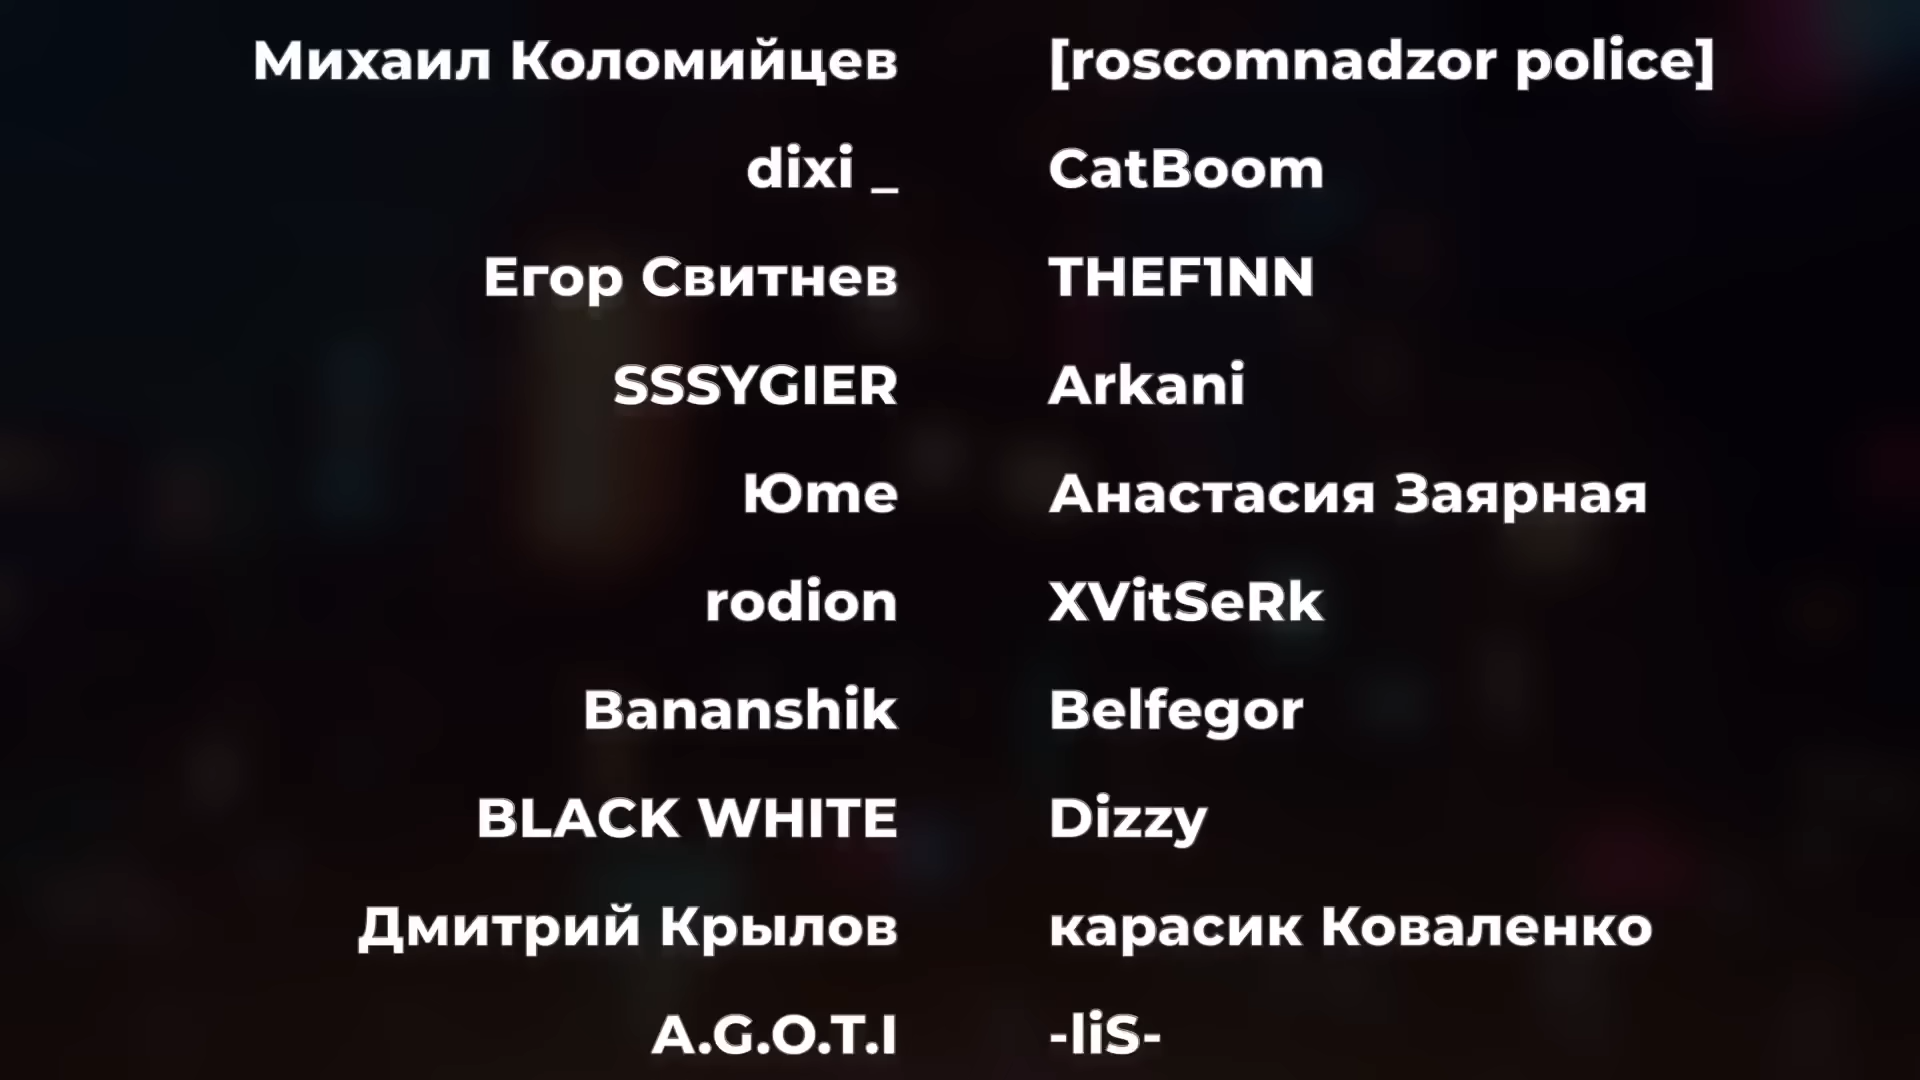 Михаил Коломийцев [roscomnadzor police]
dixi _ CatBoom
Егор Свитнев THEF1NN
SSSYGIER Arkani
Юme Анастасия Заярная
rodion XVitSeRk
Bananshik Belfegor
BLACK WHITE Dizzy
Дмитрий Крылов карасик Коваленко
A.G.O.T.I -liS-